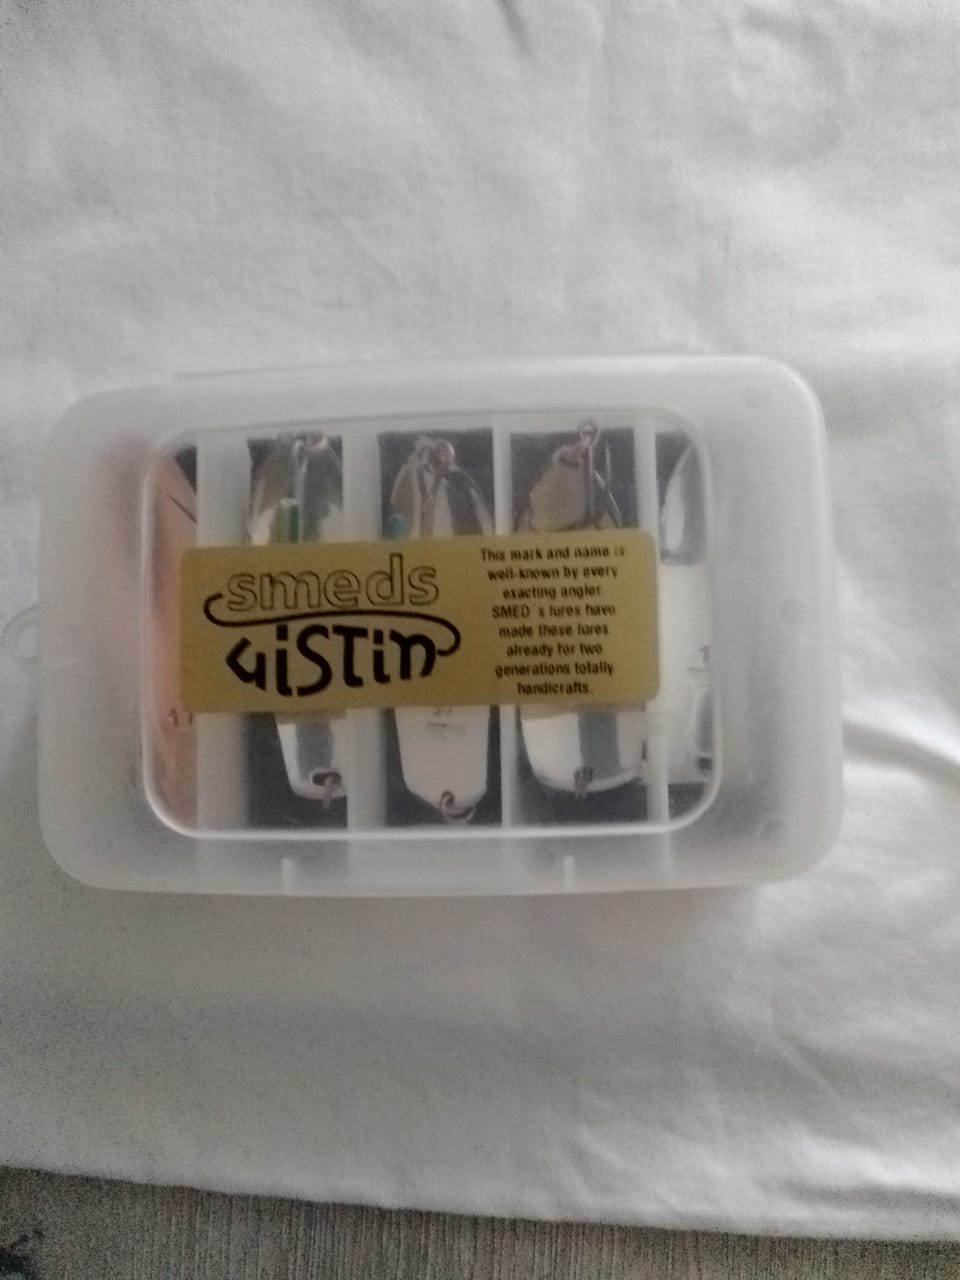 smeds
uistin
This mark and name is
well-known by every
exacting angler.
SMED´s lures have
made these lures
already for two
generations totally
handicrafts.